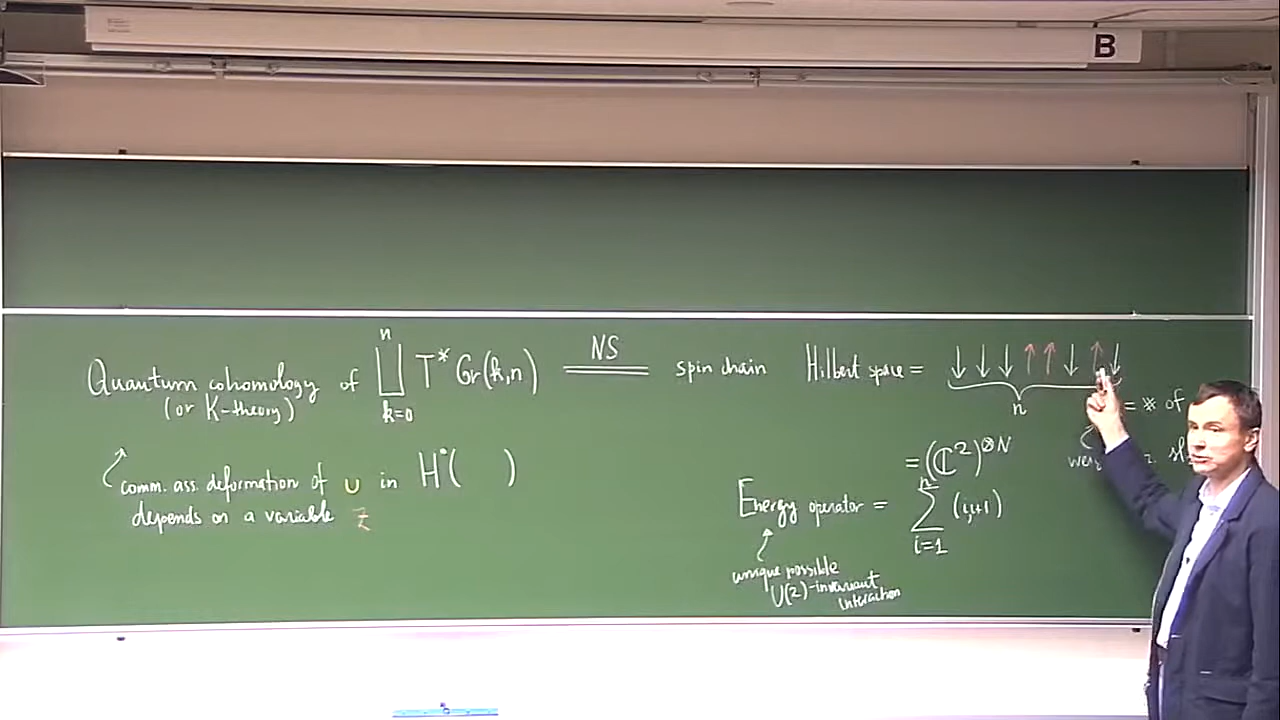 B
Quantum cohomology of ∐_{k=0}^{n} T* Gr(k,n) =NS= spin chain Hilbert space = ↓↓↓↑↑↓↑↓
(or K-theory)
n
= # of
comm. ass. deformation of ∪ in H^•( )
depends on a variable z
= (ℂ²)^{⊗N}
Energy operator = ∑_{i=1}^{n} (i,i+1)
unique possible
U(2)-invariant
interaction